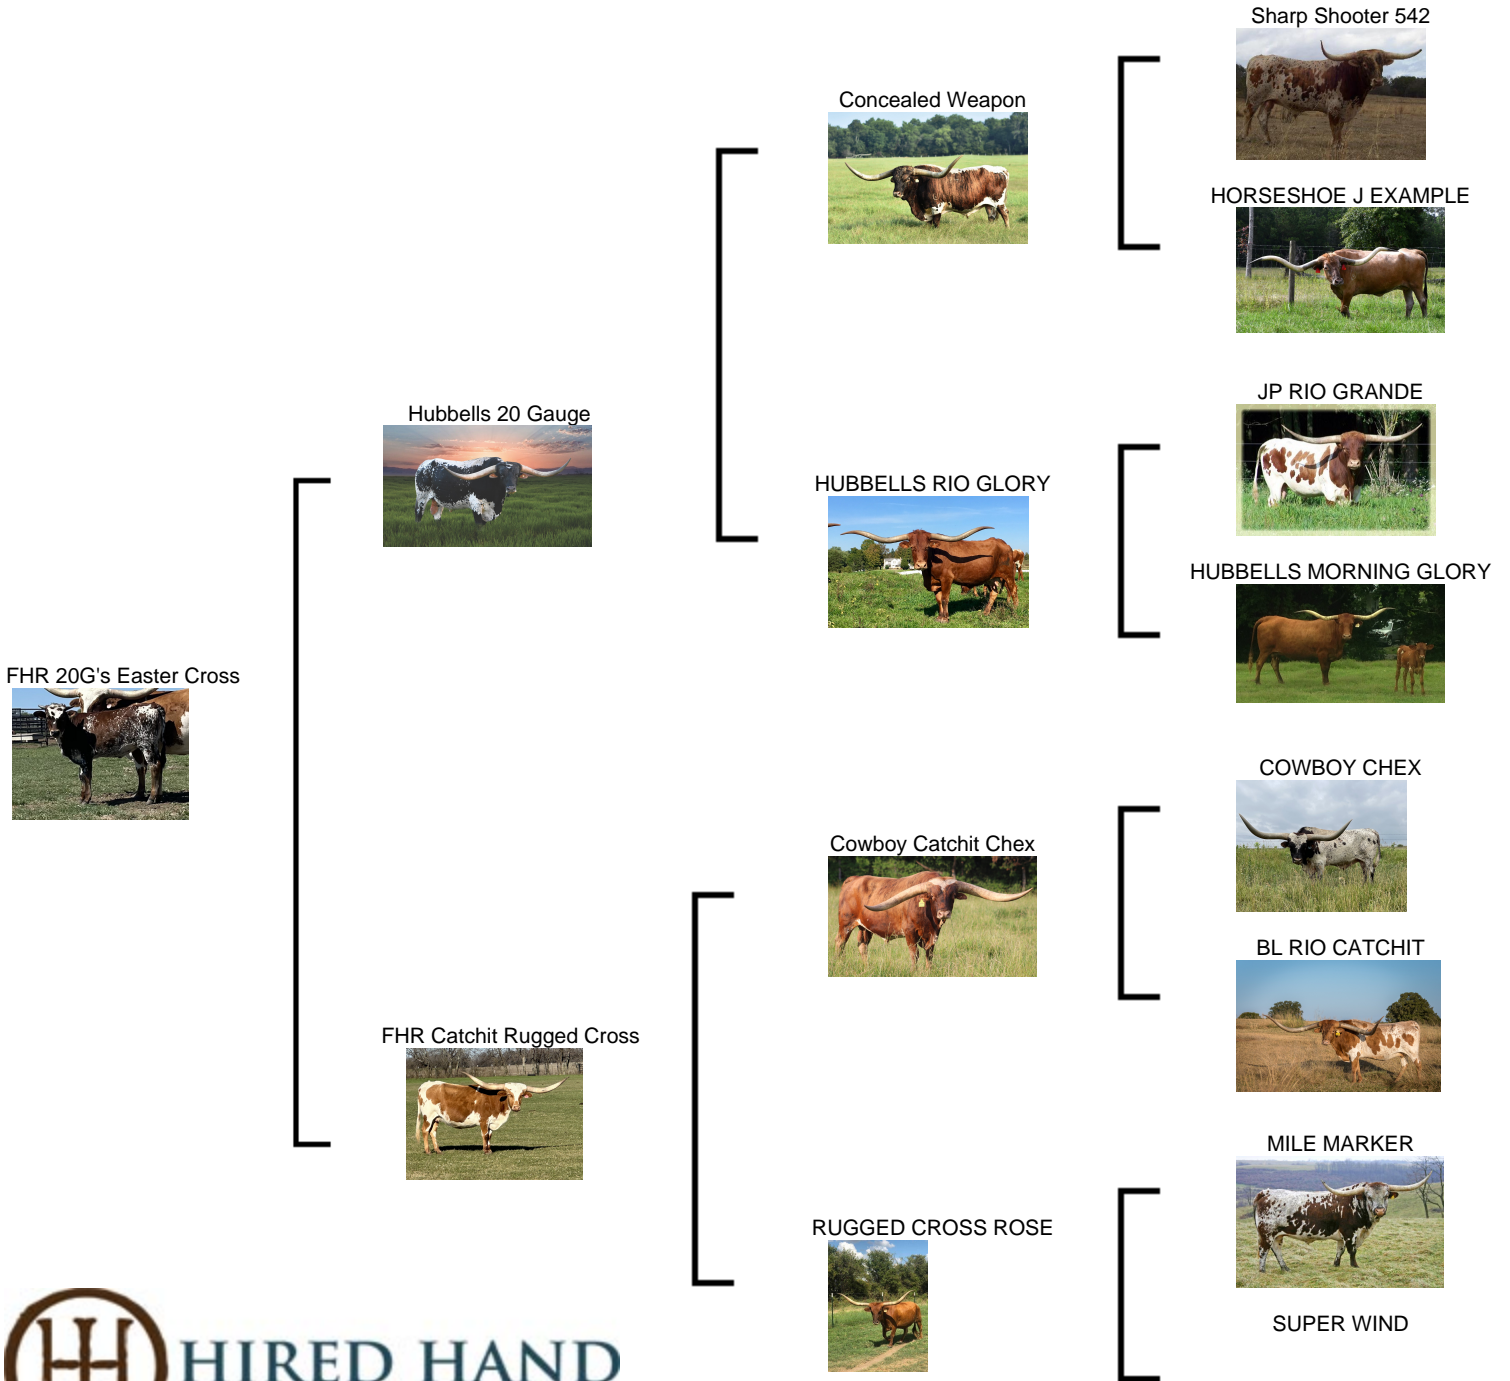 Sharp Shooter 542
Concealed Weapon
HORSESHOE J EXAMPLE
JP RIO GRANDE
Hubbells 20 Gauge
HUBBELLS RIO GLORY
HUBBELLS MORNING GLORY
FHR 20G's Easter Cross
COWBOY CHEX
Cowboy Catchit Chex
BL RIO CATCHIT
FHR Catchit Rugged Cross
MILE MARKER
RUGGED CROSS ROSE
SUPER WIND
HIRED HAND